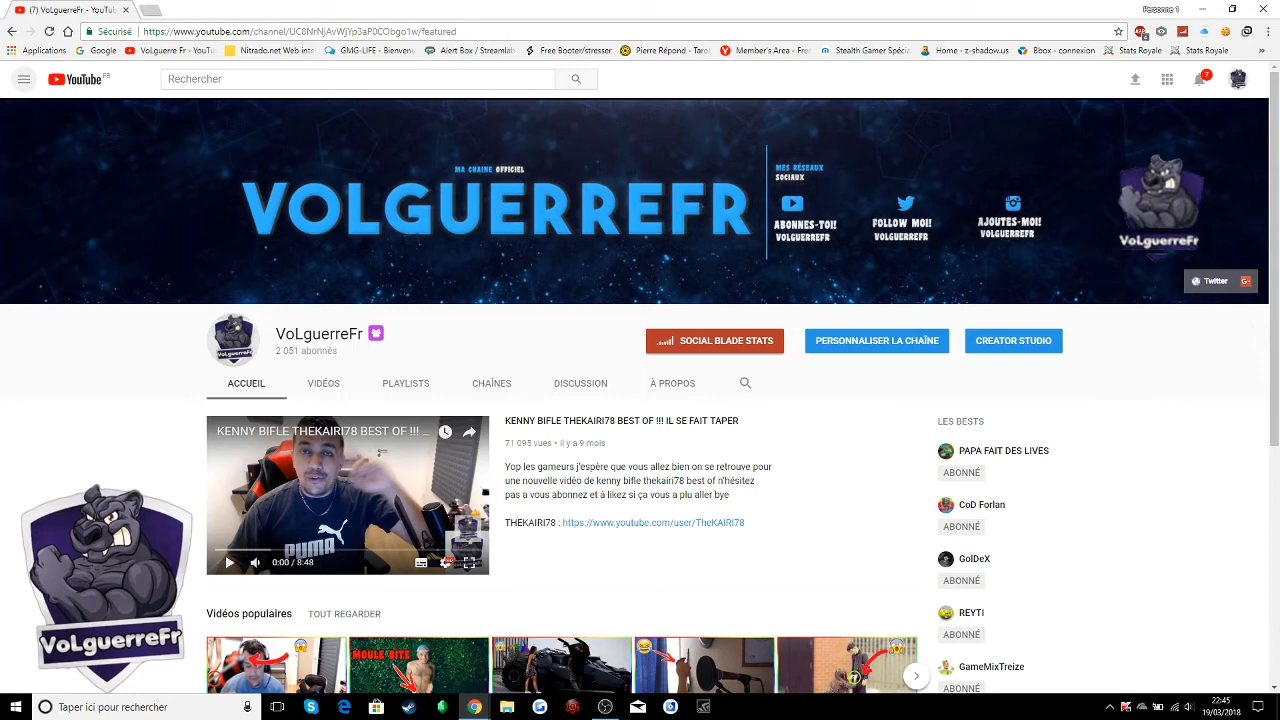 (7) VoLguerreFr - YouTub
Personne 1
Sécurisé
https://www.youtube.com/channel/UC8NrNjAvWjYp3aP0CObgo1w/featured
Applications
Google
VoLguerre Fr - YouTu
Nitrado.net Web inte
GMG-LIFE - Bienven
Alert Box / Streamlab
Free Booter/stresser
Pierre Répond - Tarot
Member's Area - Fre
Stealth Gamer Spécia
Home - z-shadow.us
Bbox - connexion
Stats Royale
Stats Royale
YouTube FR
Rechercher
7
MA CHAINE OFFICIEL
VOLGUERREFR
MES RÉSEAUX
SOCIAUX
ABONNES-TOI!
VOLGUERREFR
FOLLOW MOI!
VOLGUERREFR
AJOUTES-MOI!
VOLGUERREFR
VoLguerreFr
Twitter
VoLguerreFr
2 051 abonnés
SOCIAL BLADE STATS
PERSONNALISER LA CHAÎNE
CREATOR STUDIO
ACCUEIL
VIDÉOS
PLAYLISTS
CHAÎNES
DISCUSSION
À PROPOS
KENNY BIFLE THEKAIRI78 BEST OF !!! ...
PUMA
0:00 / 8:48
KENNY BIFLE THEKAIRI78 BEST OF !!! IL SE FAIT TAPER
71 095 vues • Il y a 9 mois
Yop les gameurs j'espère que vous allez bien on se retrouve pour
une nouvelle vidéo de kenny bifle thekairi78 best of n'hésitez
pas a vous abonnez et à likez si ça vous a plu aller bye
THEKAIRI78 : https://www.youtube.com/user/TheKAIRI78
LES BESTS
PAPA FAIT DES LIVES
ABONNÉ
CoD Forlan
ABONNÉ
GolDeX
ABONNÉ
REYTI
ABONNÉ
GameMixTreize
ABONNÉ
VoLguerreFr
Vidéos populaires
TOUT REGARDER
MOULE BITE
Taper ici pour rechercher
22:45
19/03/2018